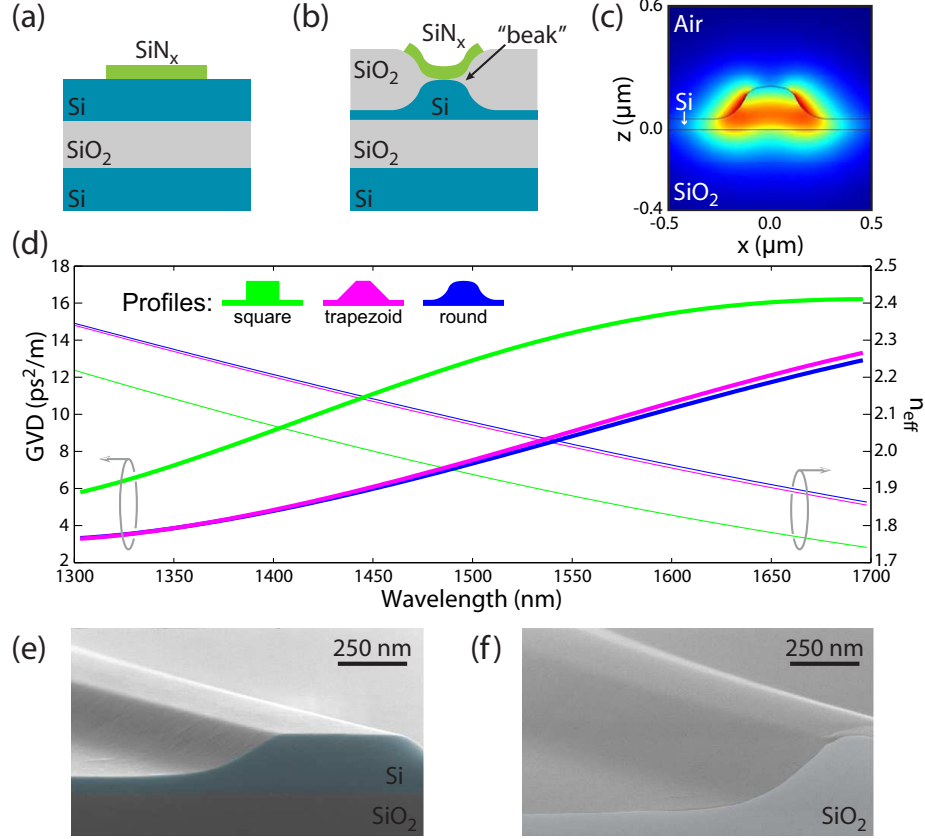 (a)
SiNₓ
Si
SiO₂
Si
(b)
SiNₓ
"beak"
SiO₂
Si
SiO₂
Si
(c)
0.6
Air
z (µm)
Si
0.0
SiO₂
-0.4
-0.5 0.0 0.5
x (µm)
(d)
18
16
14
12
10
8
6
4
2
GVD (ps²/m)
Profiles:
square
trapezoid
round
2.5
2.4
2.3
2.2
2.1
2.0
1.9
1.8
1.7
n_eff
1300 1350 1400 1450 1500 1550 1600 1650 1700
Wavelength (nm)
(e)
250 nm
Si
SiO₂
(f)
250 nm
SiO₂